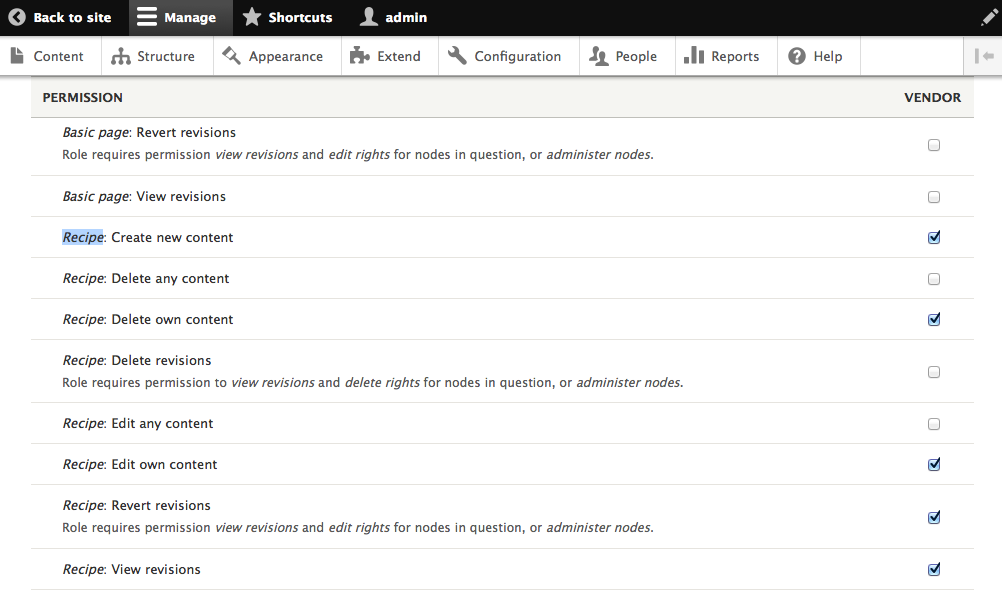 Back to site Manage Shortcuts admin
Content Structure Appearance Extend Configuration People Reports Help
PERMISSION VENDOR
Basic page: Revert revisions
Role requires permission view revisions and edit rights for nodes in question, or administer nodes.
Basic page: View revisions
Recipe: Create new content
Recipe: Delete any content
Recipe: Delete own content
Recipe: Delete revisions
Role requires permission to view revisions and delete rights for nodes in question, or administer nodes.
Recipe: Edit any content
Recipe: Edit own content
Recipe: Revert revisions
Role requires permission view revisions and edit rights for nodes in question, or administer nodes.
Recipe: View revisions